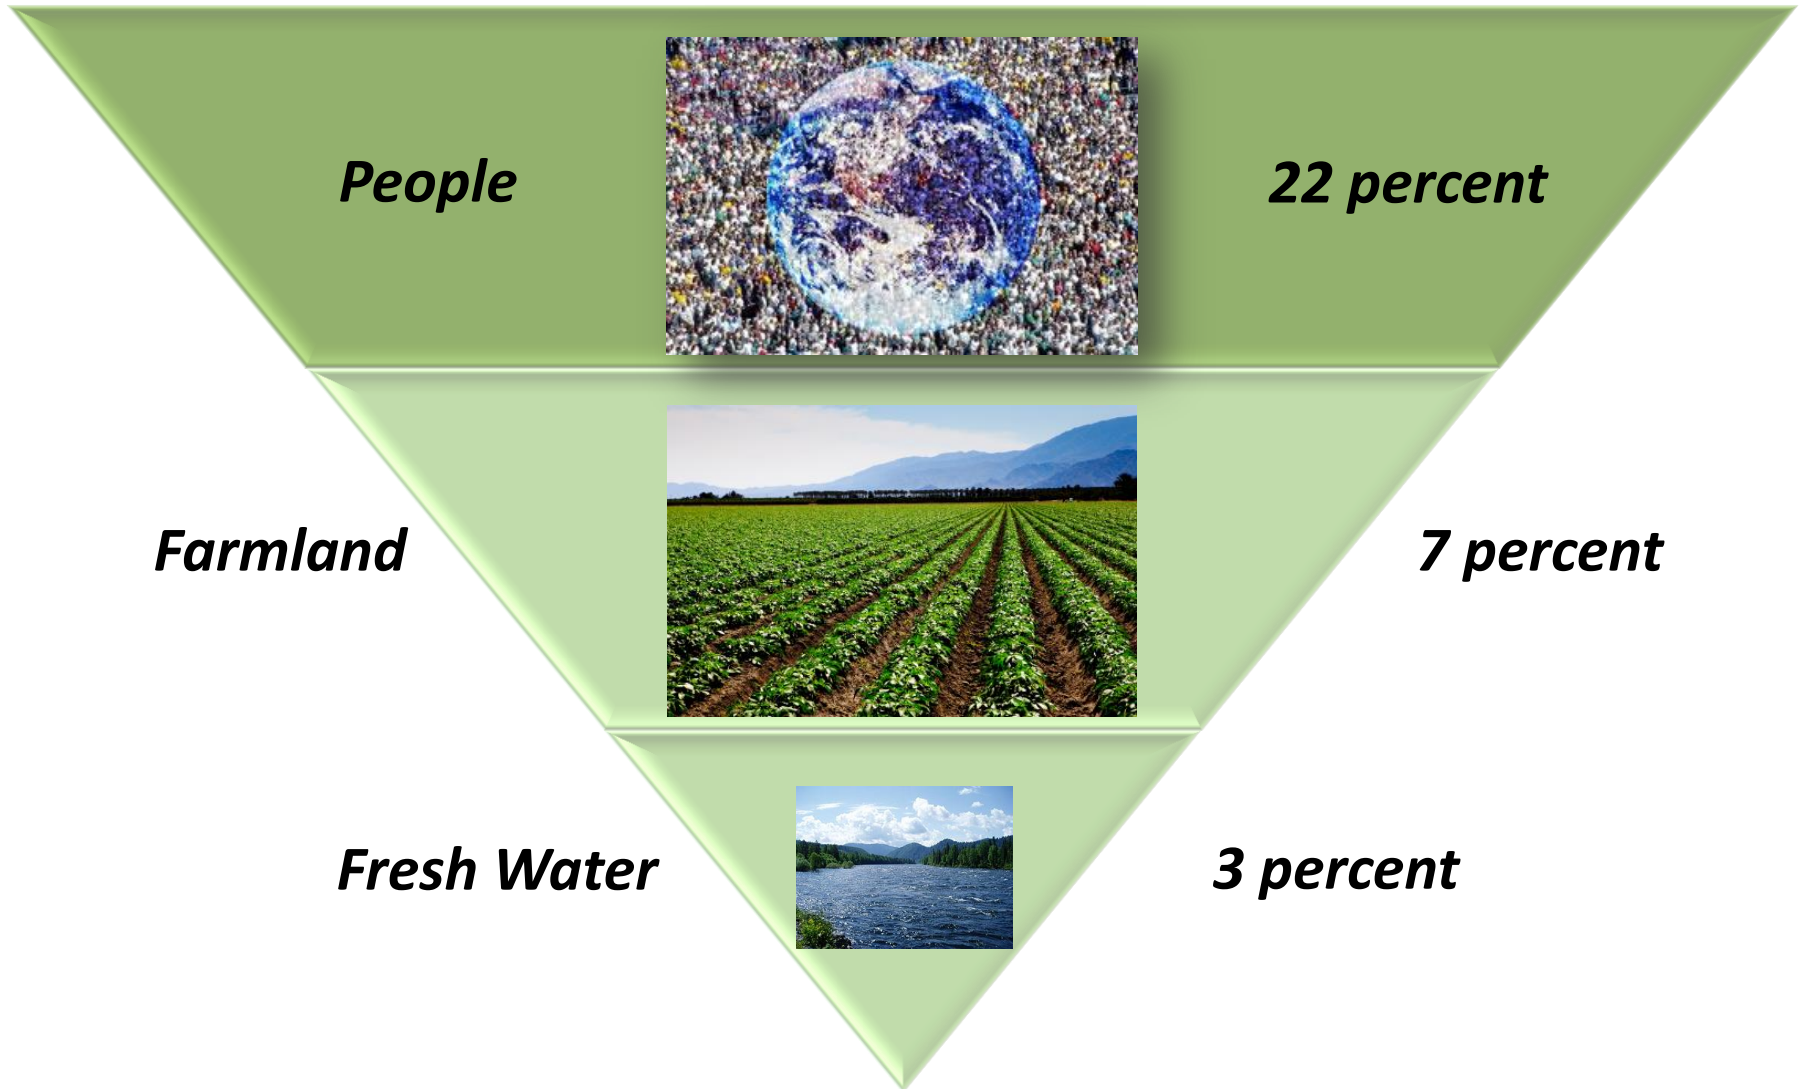 People
22 percent
Farmland
7 percent
Fresh Water
3 percent